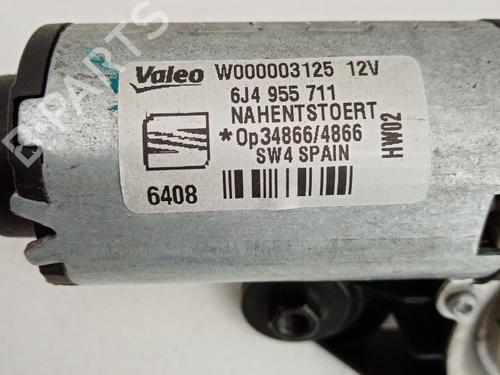 Valeo W000003125 12V
6J4 955 711
NAHENTSTOERT
*Op34866/4866
SW4 SPAIN
HW02
6408